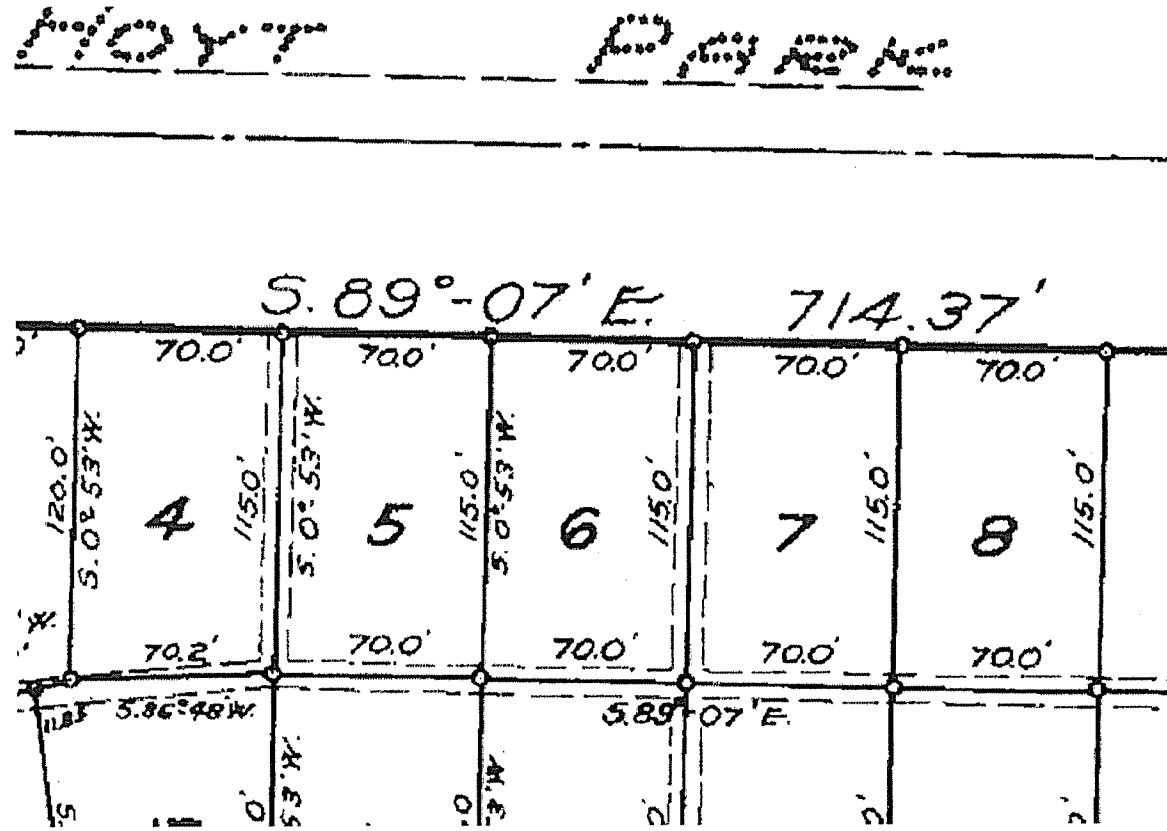 HOYT PARK
S. 89°-07' E. 714.37'
70.0' 70.0' 70.0' 70.0' 70.0'
120.0'
S. 0° 53' W.
4
115.0'
S. 0° 53' W.
5
115.0'
S. 0° 53' W.
6
115.0'
7
115.0'
8
115.0'
70.2' 70.0' 70.0' 70.0' 70.0'
S. 86° 48' W. S. 89°-07' E.
53' W. 3' W.